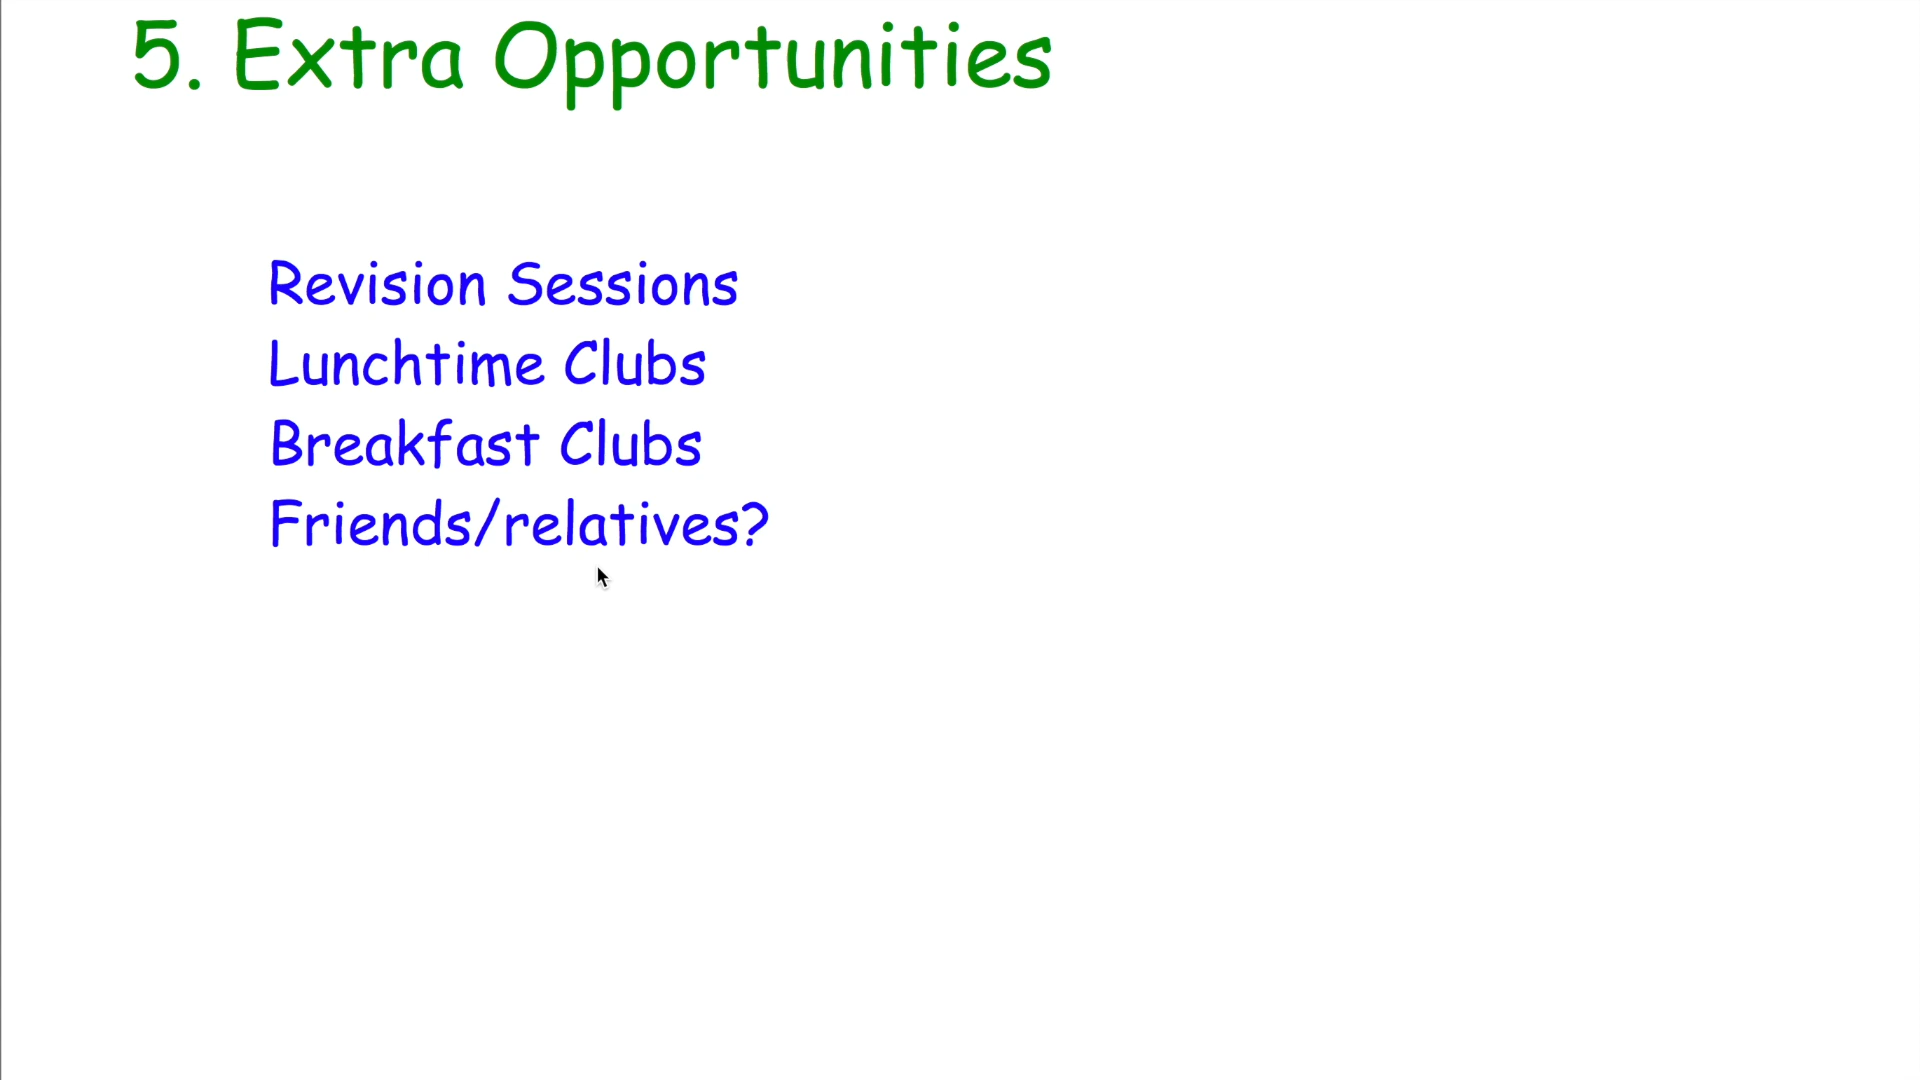 5. Extra Opportunities
Revision Sessions
Lunchtime Clubs
Breakfast Clubs
Friends/relatives?